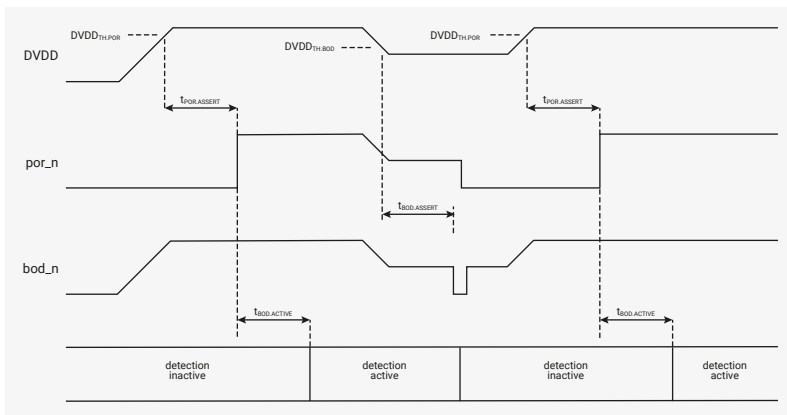 DVDD
DVDDTH.POR
DVDDTH.BOD
DVDDTH.POR
tPOR.ASSERT
tPOR.ASSERT
por_n
tBOD.ASSERT
bod_n
tBOD.ACTIVE
tBOD.ACTIVE
detection
inactive
detection
active
detection
inactive
detection
active